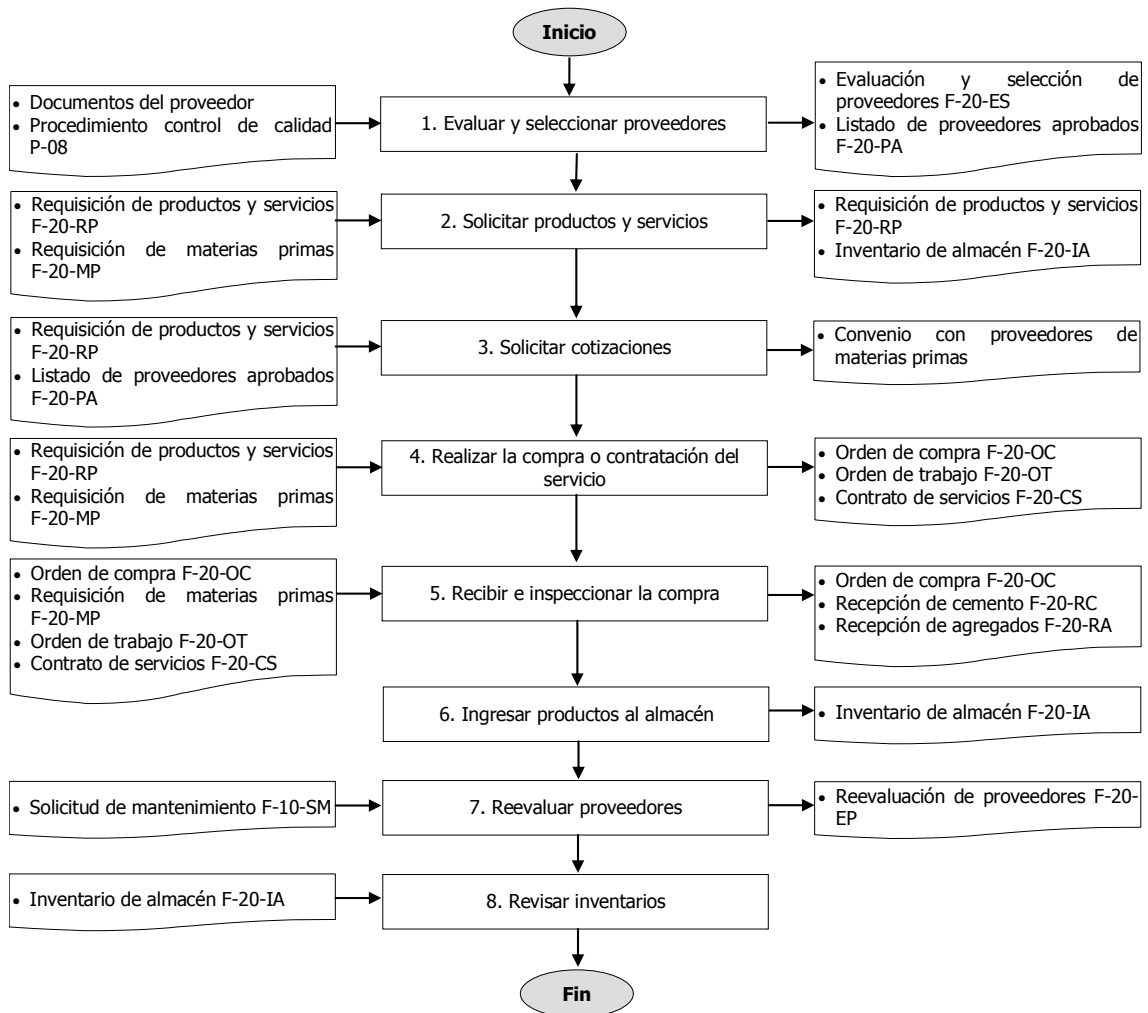 Inicio
• Documentos del proveedor
• Procedimiento control de calidad
P-08
1. Evaluar y seleccionar proveedores
• Evaluación y selección de
proveedores F-20-ES
• Listado de proveedores aprobados
F-20-PA
• Requisición de productos y servicios
F-20-RP
• Requisición de materias primas
F-20-MP
2. Solicitar productos y servicios
• Requisición de productos y servicios
F-20-RP
• Inventario de almacén F-20-IA
• Requisición de productos y servicios
F-20-RP
• Listado de proveedores aprobados
F-20-PA
3. Solicitar cotizaciones
• Convenio con proveedores de
materias primas
• Requisición de productos y servicios
F-20-RP
• Requisición de materias primas
F-20-MP
4. Realizar la compra o contratación del
servicio
• Orden de compra F-20-OC
• Orden de trabajo F-20-OT
• Contrato de servicios F-20-CS
• Orden de compra F-20-OC
• Requisición de materias primas
F-20-MP
• Orden de trabajo F-20-OT
• Contrato de servicios F-20-CS
5. Recibir e inspeccionar la compra
• Orden de compra F-20-OC
• Recepción de cemento F-20-RC
• Recepción de agregados F-20-RA
6. Ingresar productos al almacén
• Inventario de almacén F-20-IA
• Solicitud de mantenimiento F-10-SM
7. Reevaluar proveedores
• Reevaluación de proveedores F-20-
EP
• Inventario de almacén F-20-IA
8. Revisar inventarios
Fin